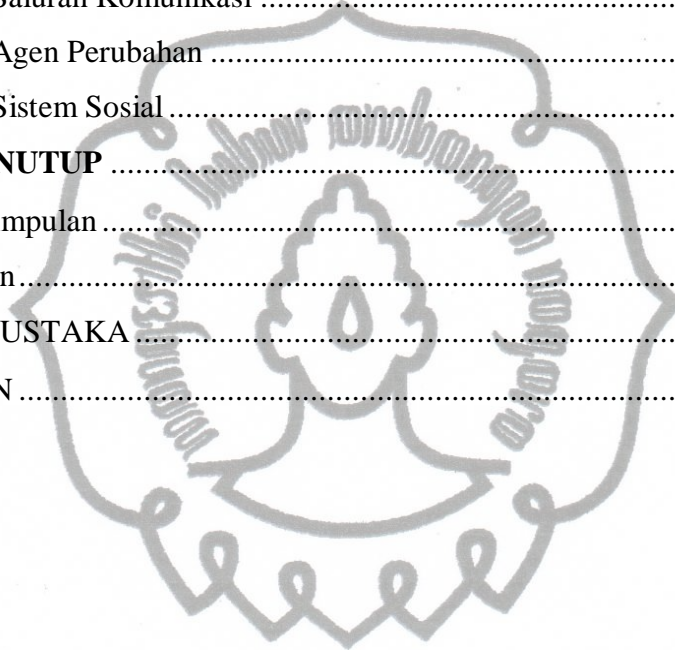 Saluran Komunikasi ......................................................
Agen Perubahan ............................................................
Sistem Sosial .................................................................
NUTUP ........................................................................
mpulan .........................................................................
n ....................................................................................
USTAKA .....................................................................
N ...................................................................................